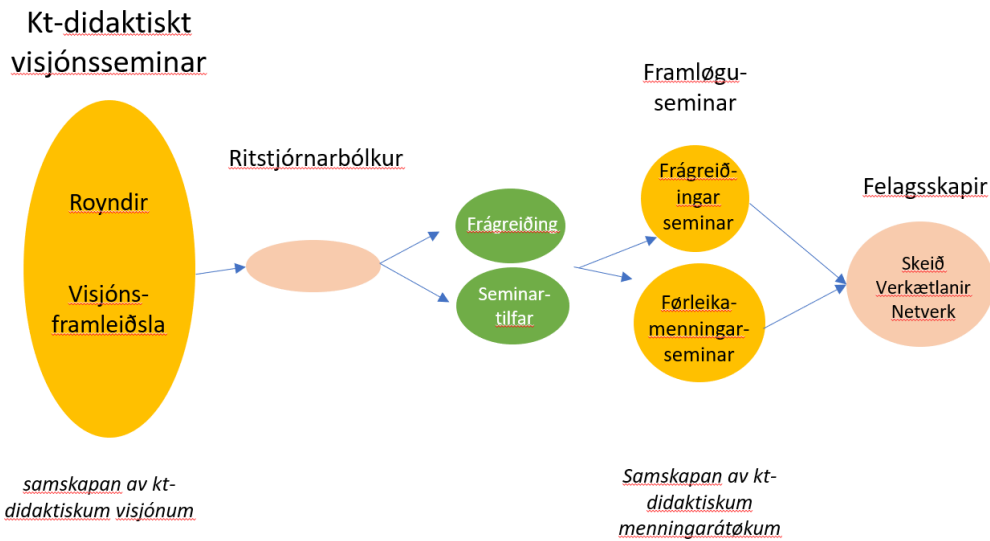 Kt-didaktiskt
visjónsseminar
Royndir
Visjóns-
framleiðsla
samskapan av kt-
didaktiskum visjónum
Ritstjórnarbólkur
Frágreiðing
Seminar-
tilfar
Framløgu-
seminar
Frágreið-
ingar
seminar
Førleika-
menningar-
seminar
Samskapan av kt-
didaktiskum
menningarátøkum
Felagsskapir
Skeið
Verkætlanir
Netverk